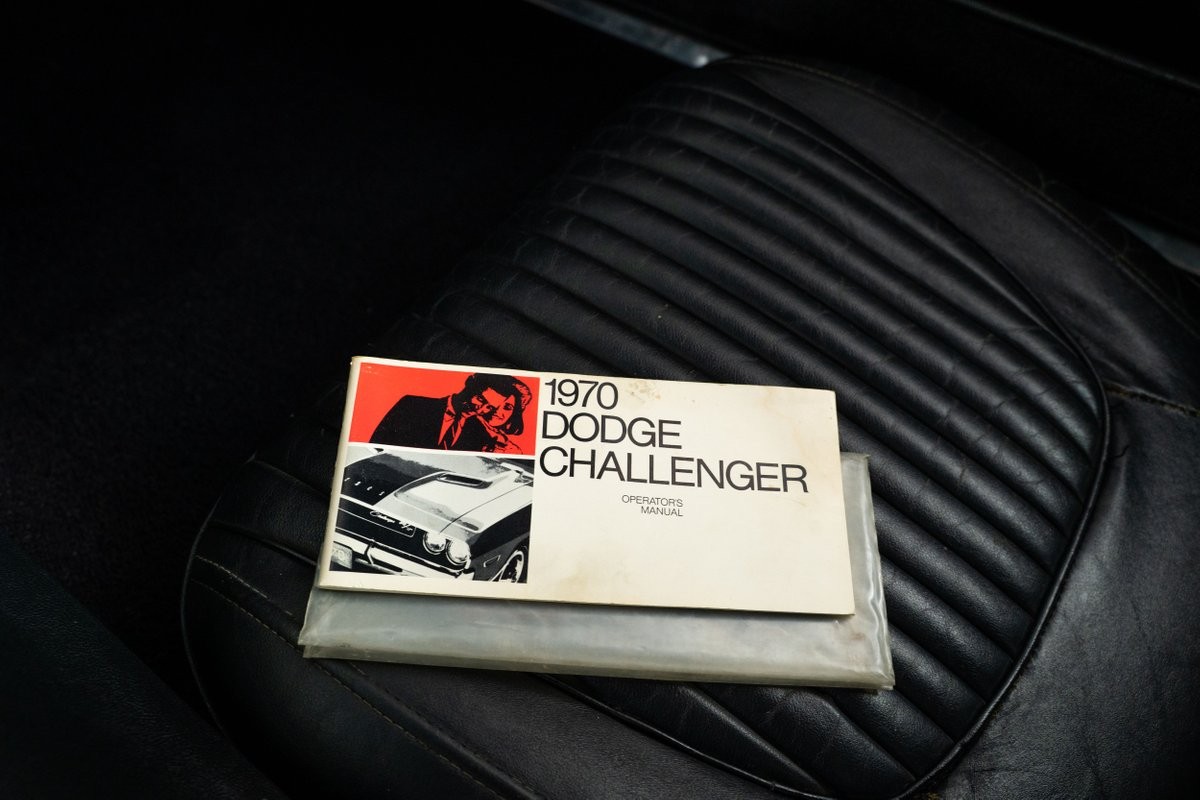 1970
DODGE
CHALLENGER
OPERATOR'S
MANUAL